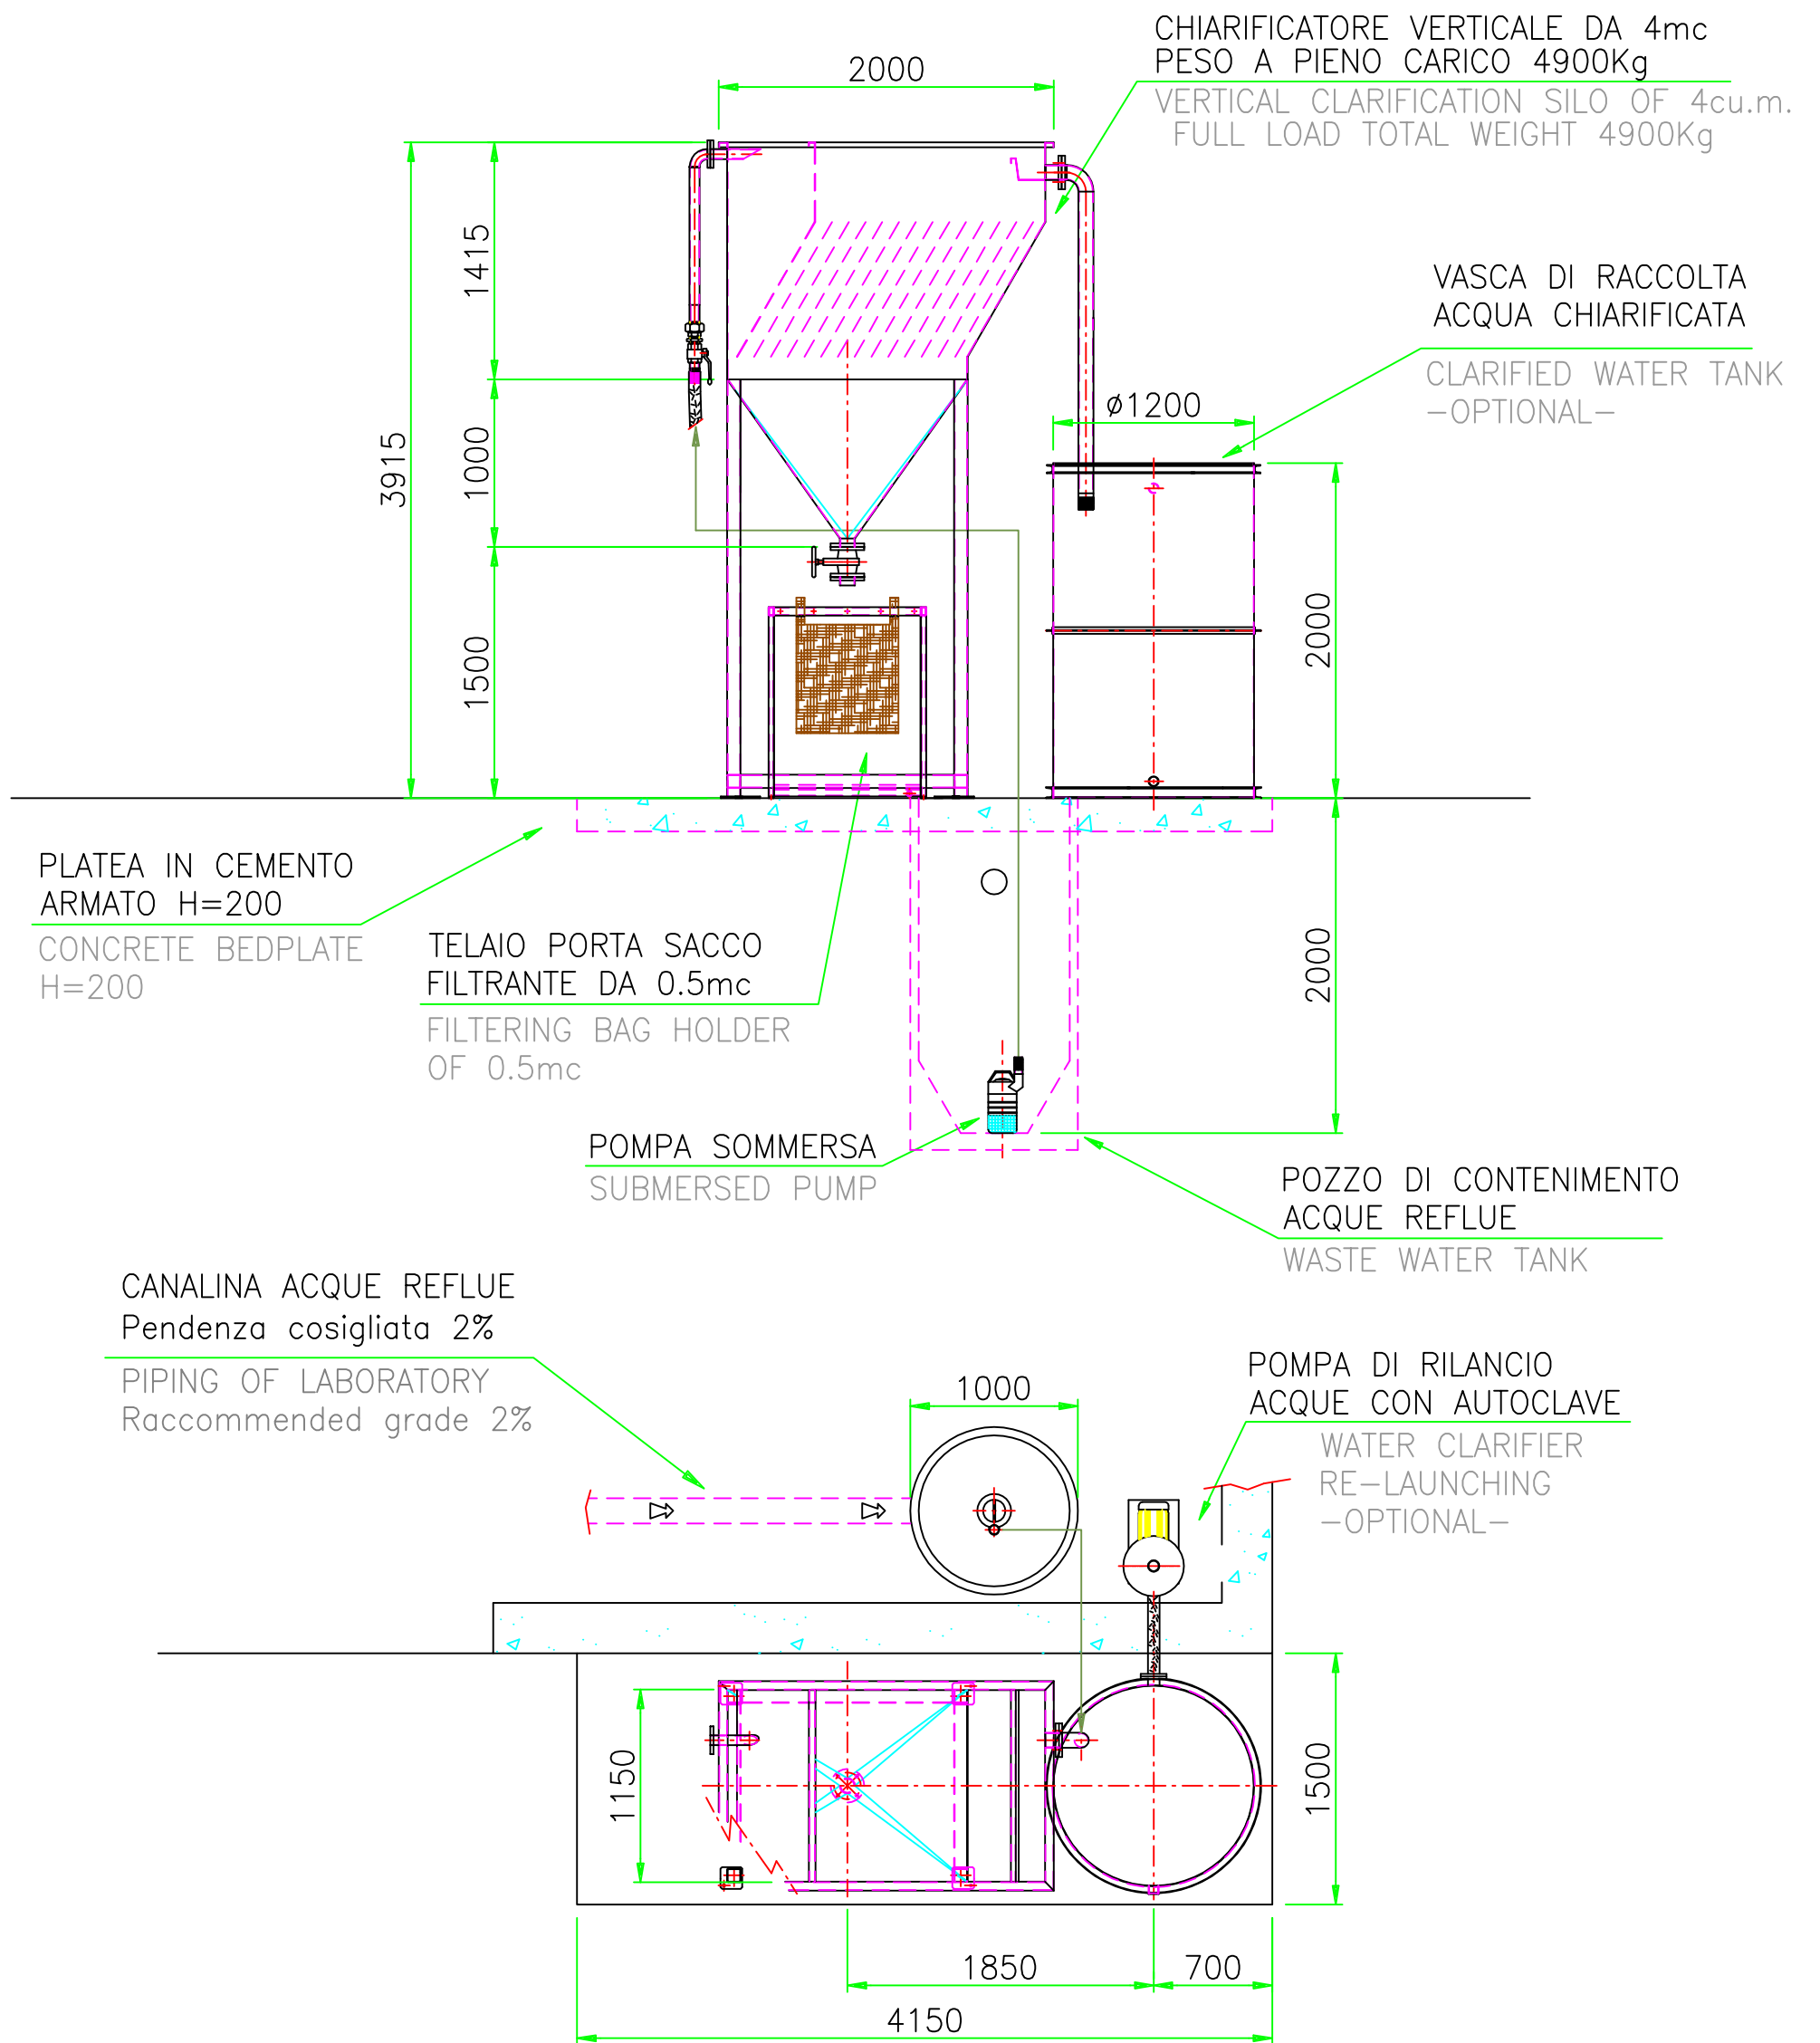 CHIARIFICATORE VERTICALE DA 4mc
PESO A PIENO CARICO 4900Kg
VERTICAL CLARIFICATION SILO OF 4cu.m.
FULL LOAD TOTAL WEIGHT 4900Kg
2000
1415
1000
3915
1500
VASCA DI RACCOLTA
ACQUA CHIARIFICATA
CLARIFIED WATER TANK
-OPTIONAL-
ø1200
2000
2000
PLATEA IN CEMENTO
ARMATO H=200
CONCRETE BEDPLATE
H=200
TELAIO PORTA SACCO
FILTRANTE DA 0.5mc
FILTERING BAG HOLDER
OF 0.5mc
POMPA SOMMERSA
SUBMERSED PUMP
POZZO DI CONTENIMENTO
ACQUE REFLUE
WASTE WATER TANK
CANALINA ACQUE REFLUE
Pendenza cosigliata 2%
PIPING OF LABORATORY
Raccommended grade 2%
1000
POMPA DI RILANCIO
ACQUE CON AUTOCLAVE
WATER CLARIFIER
RE-LAUNCHING
-OPTIONAL-
1150
1500
1850
700
4150